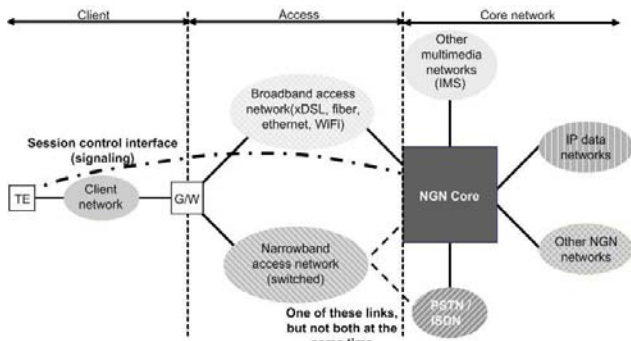 Client
Access
Core network
Other
multimedia
networks
(IMS)
Broadband access
network(xDSL, fiber,
ethernet, WiFi)
Session control interface
(signaling)
IP data
networks
TE
Client
network
G/W
NGN Core
Narrowband
access network
(switched)
Other NGN
networks
PSTN /
ISDN
One of these links,
but not both at the
same time